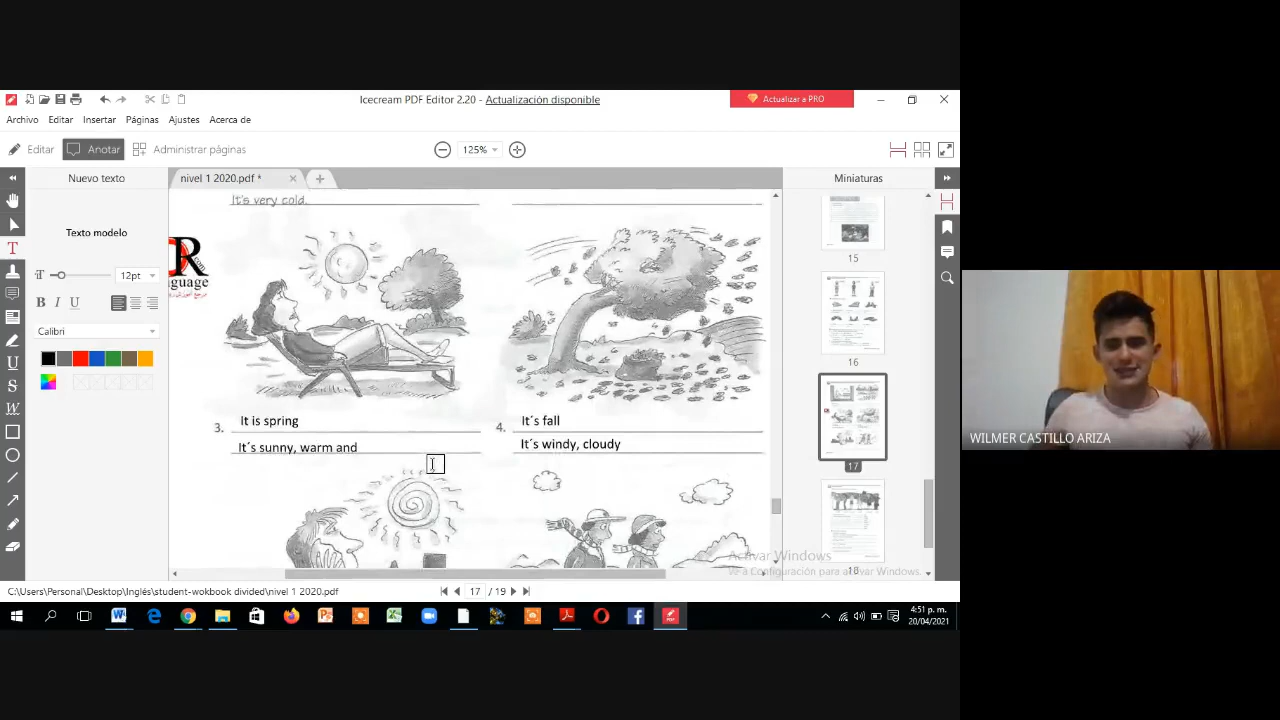 Icecream PDF Editor 2.20 - Actualización disponible
Actualizar a PRO
Archivo Editar Insertar Páginas Ajustes Acerca de
Editar Anotar Administrar páginas
125%
Nuevo texto
nivel 1 2020.pdf *
Miniaturas
It's very cold.
Texto modelo
12pt
B I U
Calibri
R
.com
guage
15
16
17
18
3. It is spring
It´s sunny, warm and
4. It´s fall
It´s windy, cloudy
WILMER CASTILLO ARIZA
Activar Windows
Ve a Configuración para activar Windows.
C:\Users\Personal\Desktop\Inglés\student-wokbook divided\nivel 1 2020.pdf
17 / 19
4:51 p. m.
20/04/2021